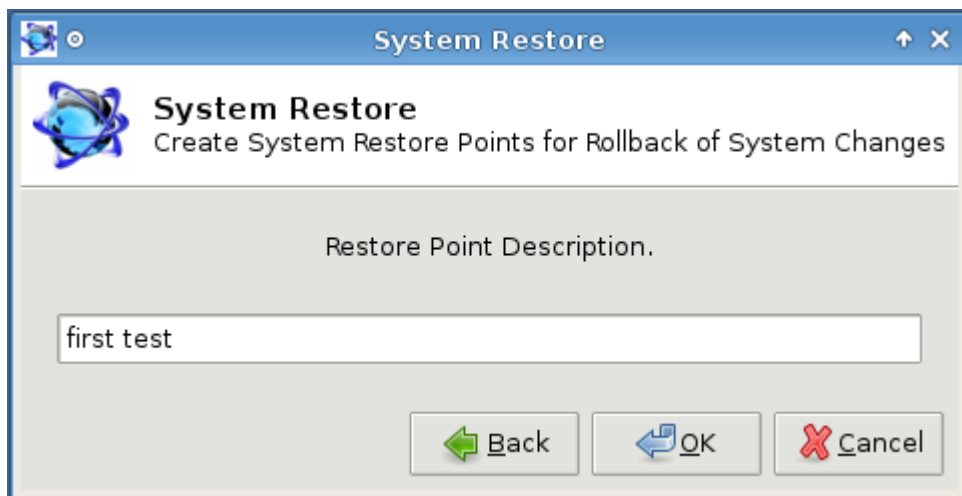 System Restore
System Restore
Create System Restore Points for Rollback of System Changes
Restore Point Description.
first test
Back
OK
Cancel